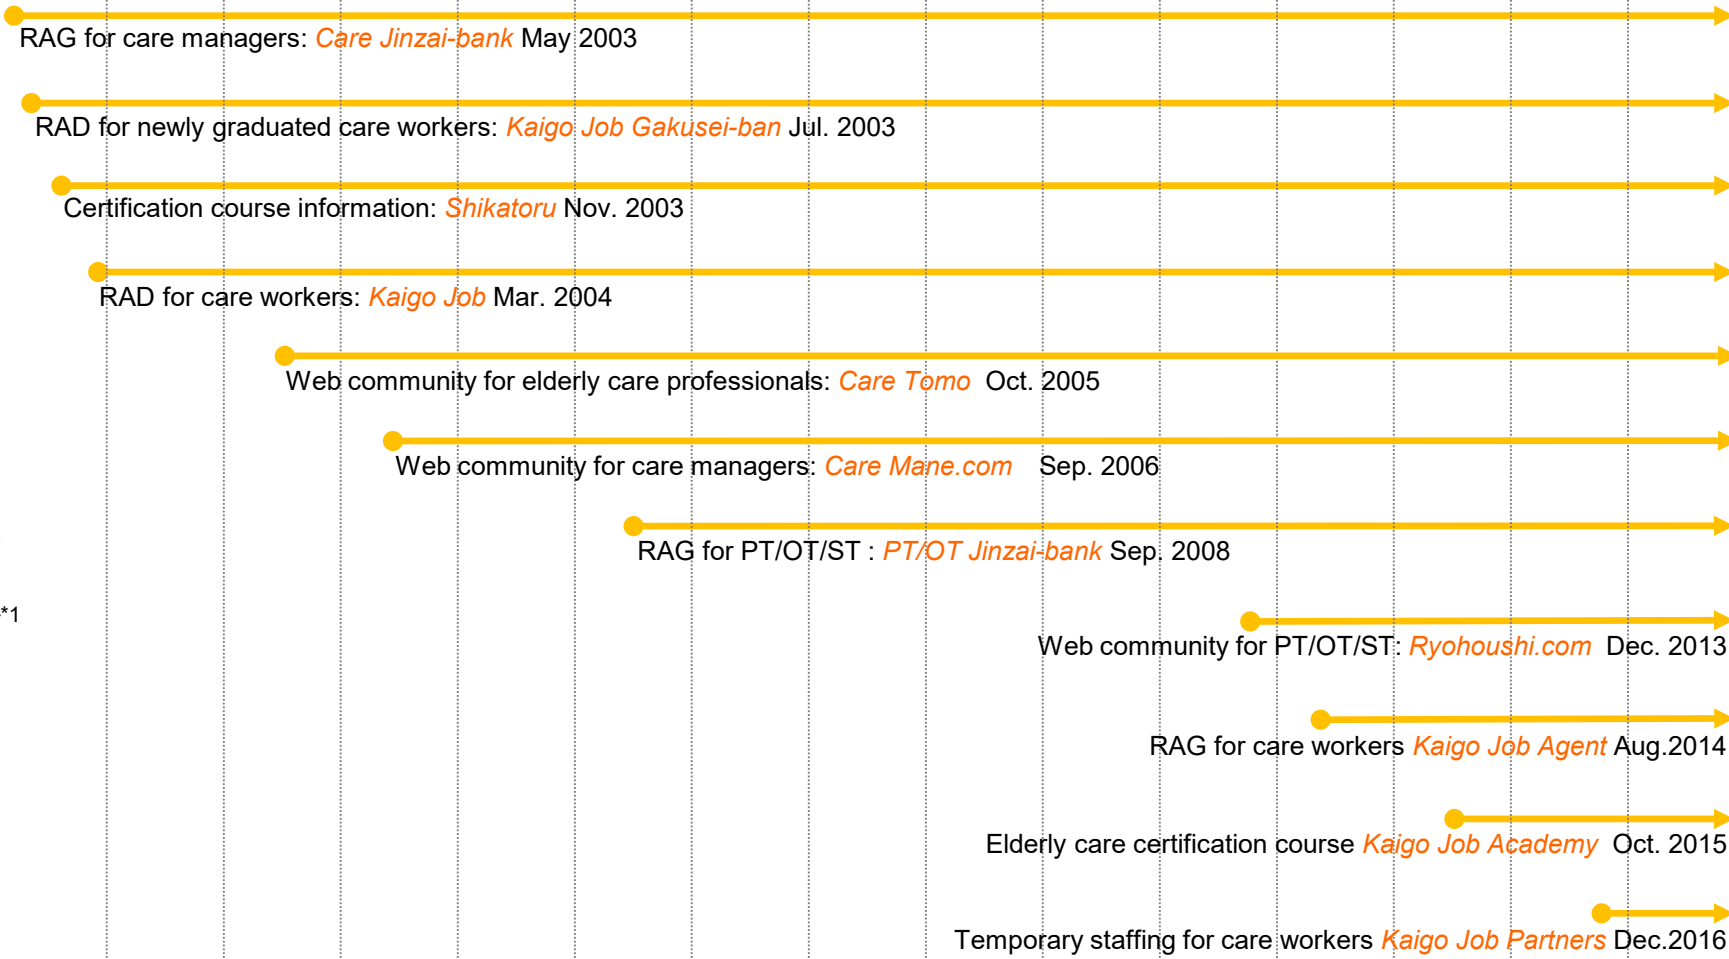 RAG for care managers: Care Jinzai-bank May 2003
RAD for newly graduated care workers: Kaigo Job Gakusei-ban Jul. 2003
Certification course information: Shikatoru Nov. 2003
RAD for care workers: Kaigo Job Mar. 2004
Web community for elderly care professionals: Care Tomo Oct. 2005
Web community for care managers: Care Mane.com Sep. 2006
RAG for PT/OT/ST : PT/OT Jinzai-bank Sep. 2008
*1
Web community for PT/OT/ST: Ryohoushi.com Dec. 2013
RAG for care workers Kaigo Job Agent Aug.2014
Elderly care certification course Kaigo Job Academy Oct. 2015
Temporary staffing for care workers Kaigo Job Partners Dec.2016